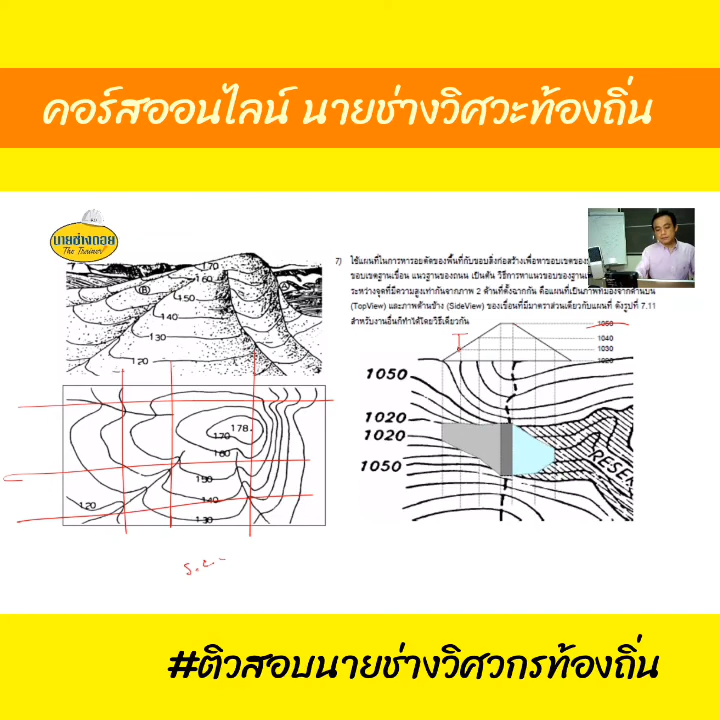 คอร์สออนไลน์ นายช่างวิศวะท้องถิ่น
นายช่างถอย
The Trainer
170
160
150
140
130
120
B
A
178.
170
160
150
140
130
120
7) ใช้แผนที่ในการหารอยตัดของพื้นที่กับขอบสิ่งก่อสร้างเพื่อหาขอบเขตของ
ขอบเขตฐานเขื่อน แนวฐานของถนน เป็นต้น วิธีการหาแนวขอบของฐาน
ระหว่างจุดที่มีความสูงเท่ากันจากภาพ 2 ด้านที่ตั้งฉากกัน คือแผนที่เป็นภาพที่มองจากด้านบน
(TopView) และภาพด้านข้าง (SideView) ของเขื่อนที่มีมาตราส่วนเดียวกับแผนที่ ดังรูปที่ 7.11
สำหรับงานอื่นก็ทำได้โดยวิธีเดียวกัน
1050
1040
1030
1020
1050
1020
1020
1050
RESER
#ติวสอบนายช่างวิศวกรท้องถิ่น